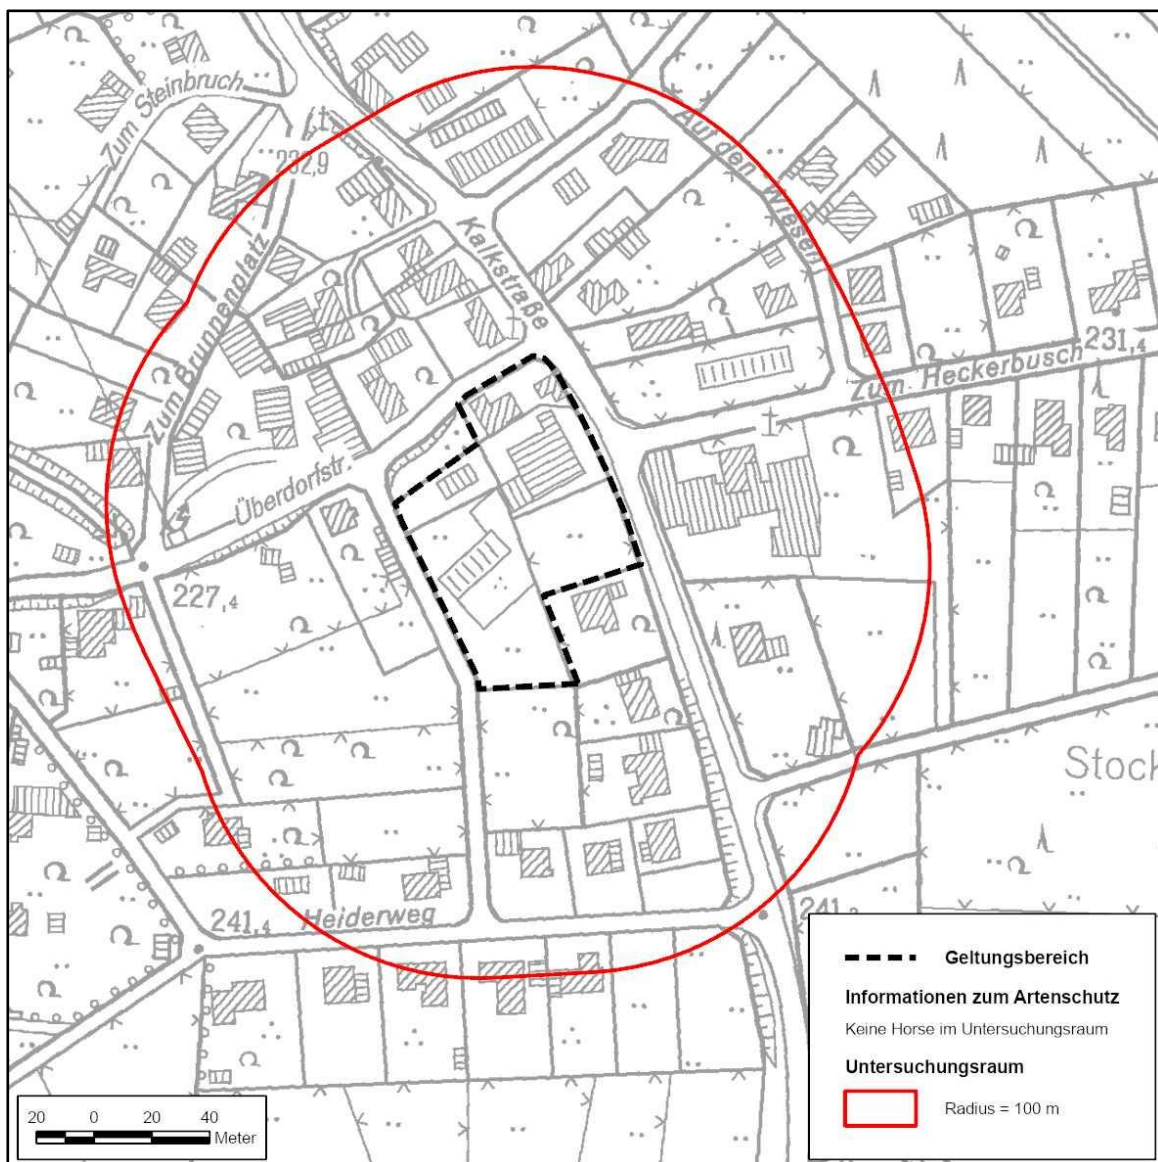 Zum Steinbruch
232,9
Auf den Wiesen
Kalkstraße
Zum Brunnenplatz
231,4
Zum Heckerbusch
Überdorfstr.
227,4
Stock
241,4
Heiderweg
Geltungsbereich
Informationen zum Artenschutz
Keine Horse im Untersuchungsraum
Untersuchungsraum
Radius = 100 m
20 0 20 40
Meter